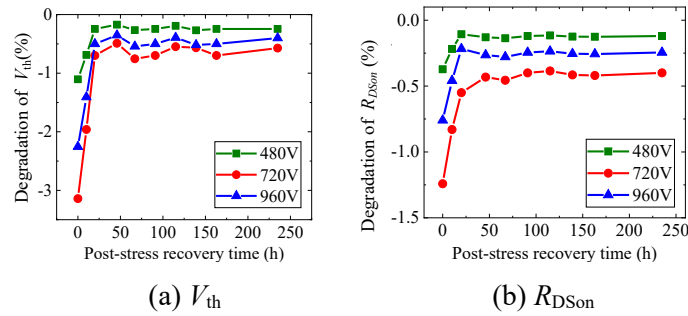 0
-1
-2
-3
Degradation of Vth(%)
480V
720V
960V
0 50 100 150 200 250
Post-stress recovery time (h)
(a) Vth
0.0
-0.5
-1.0
-1.5
Degradation of RDSon (%)
480V
720V
960V
0 50 100 150 200 250
Post-stress recovery time (h)
(b) RDSon